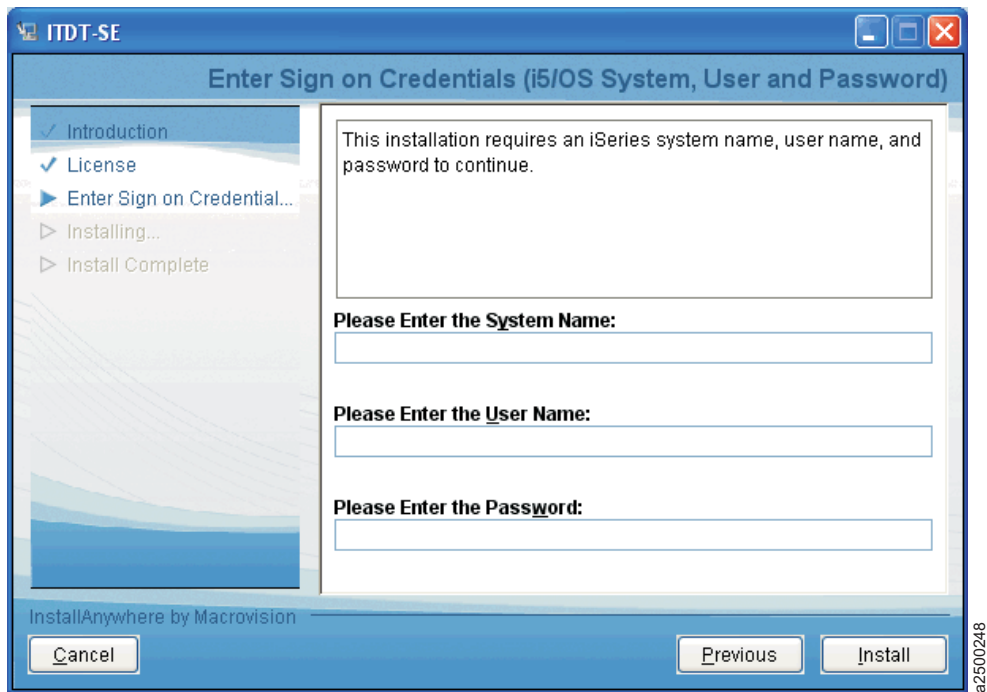 ITDT-SE
Enter Sign on Credentials (i5/OS System, User and Password)
Introduction
License
Enter Sign on Credential...
Installing...
Install Complete
This installation requires an iSeries system name, user name, and
password to continue.
Please Enter the System Name:
Please Enter the User Name:
Please Enter the Password:
InstallAnywhere by Macrovision
Cancel
Previous
Install
a2500248